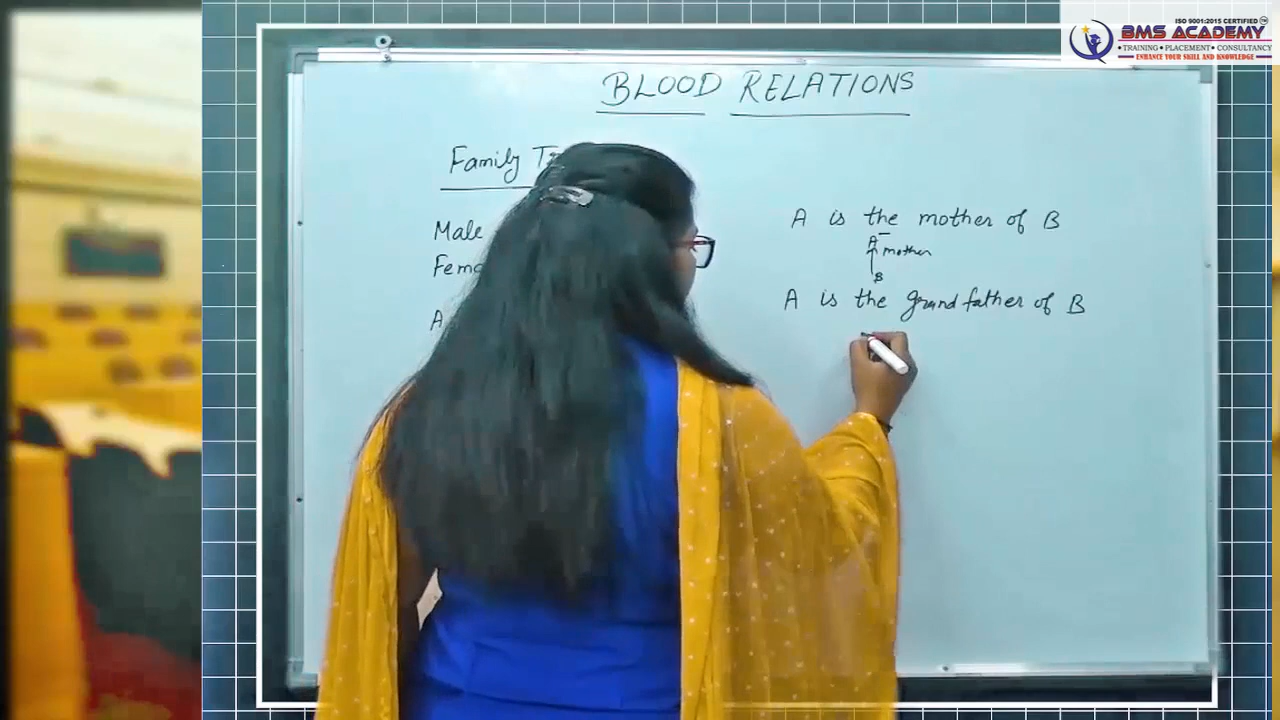 ISO 9001:2015 CERTIFIED TM
BMS ACADEMY
• TRAINING • PLACEMENT • CONSULTANCY
ENHANCE YOUR SKILL AND KNOWLEDGE
BLOOD RELATIONS
Family
Male
A
A is the mother of B
A-
mother
B
A is the grandfather of B